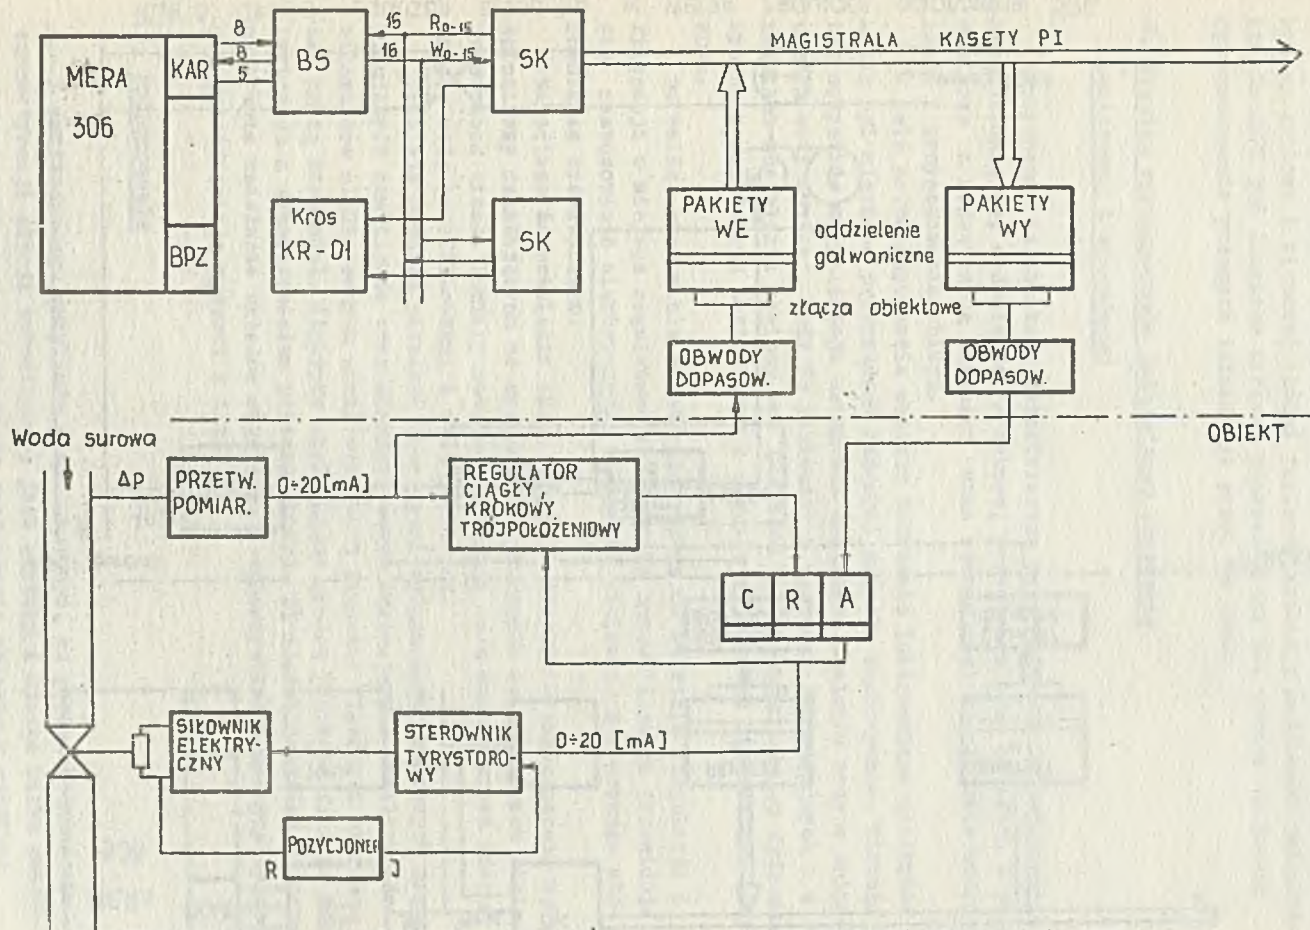 MERA
306
KAR
BPZ
8
8
5
BS
15
R0-15
16
W0-15
SK
MAGISTRALA KASETY PI
Kros
KR-01
SK
PAKIETY
WE
oddzielenie
galwaniczne
PAKIETY
WY
złącza obiektowe
OBWODY
DOPASOW.
OBWODY
DOPASOW.
OBIEKT
Woda surowa
ΔP
PRZETW.
POMIAR.
0÷20[mA]
REGULATOR
CIĄGŁY,
KROKOWY,
TRÓJPOŁOŻENIOWY
C
R
A
SIŁOWNIK
ELEKTRY-
CZNY
STEROWNIK
TYRYSTORO-
WY
0÷20 [mA]
POZYCJONER
R
J